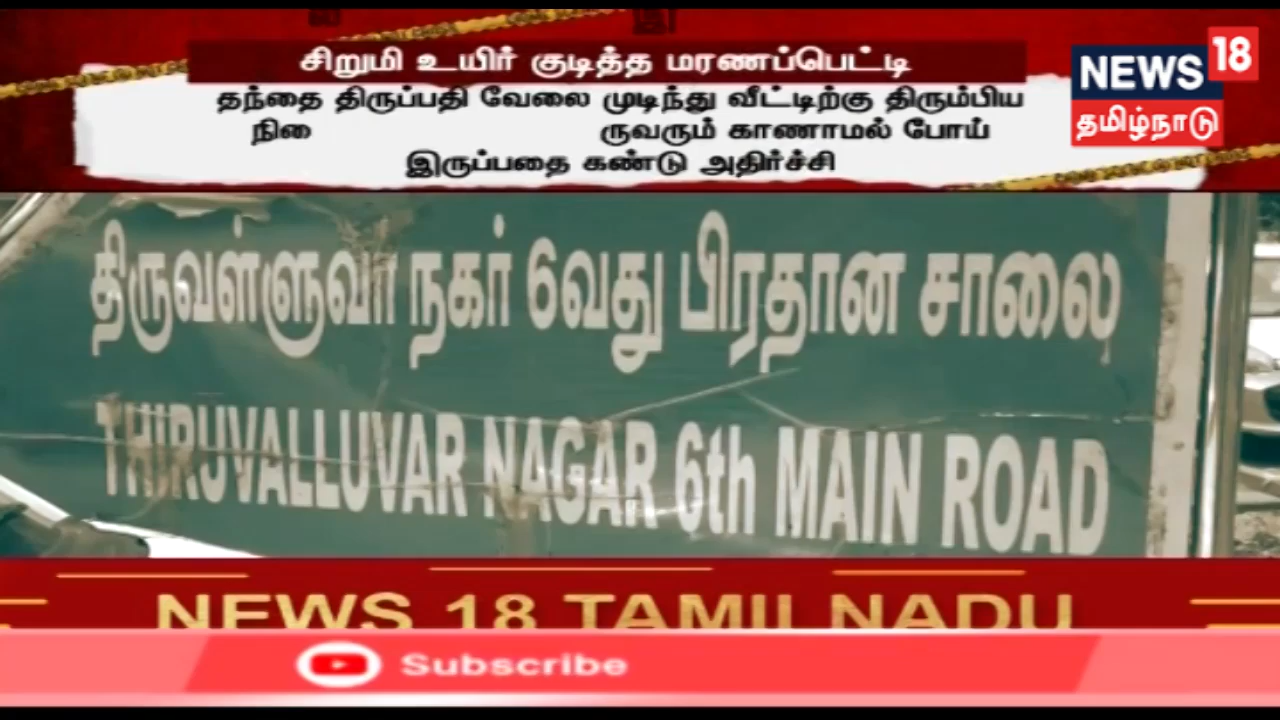 சிறுமி உயிர் குடித்த மரணப்பெட்டி
தந்தை திருப்பதி வேலை முடிந்து வீட்டிற்கு திரும்பிய
காணாமல் போய்
இருப்பதை கண்டு அதிர்ச்சி
NEWS 18
தமிழ்நாடு
திருவள்ளுவர் நகர் 6வது பிரதான சாலை
THIRUVALLUVAR NAGAR 6th MAIN ROAD
NEWS 18 TAMIL NADU
Subscribe